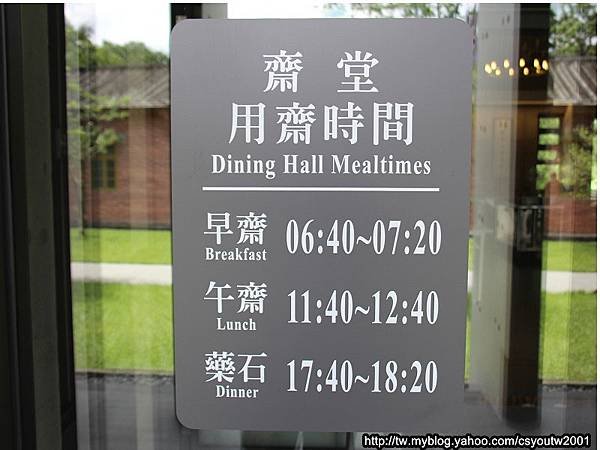 齋 堂
用齋時間
Dining Hall Mealtimes
早齋 06:40~07:20
Breakfast
午齋 11:40~12:40
Lunch
藥石 17:40~18:20
Dinner
http://tw.myblog.yahoo.com/csyoutw2001